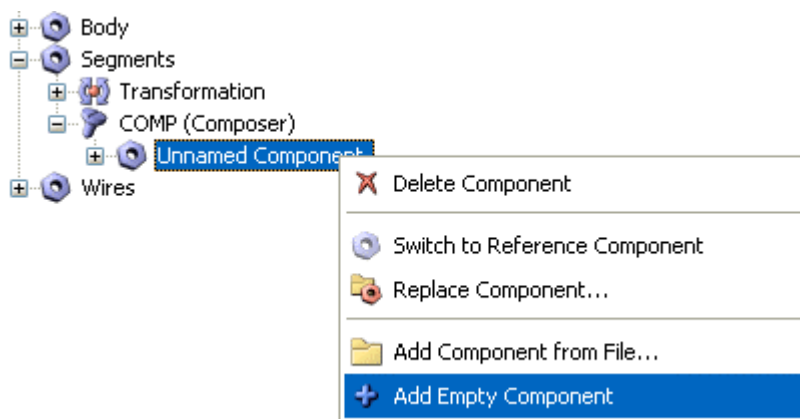 Body
Segments
Transformation
COMP (Composer)
Unnamed Component
Wires
Delete Component
Switch to Reference Component
Replace Component...
Add Component from File...
Add Empty Component